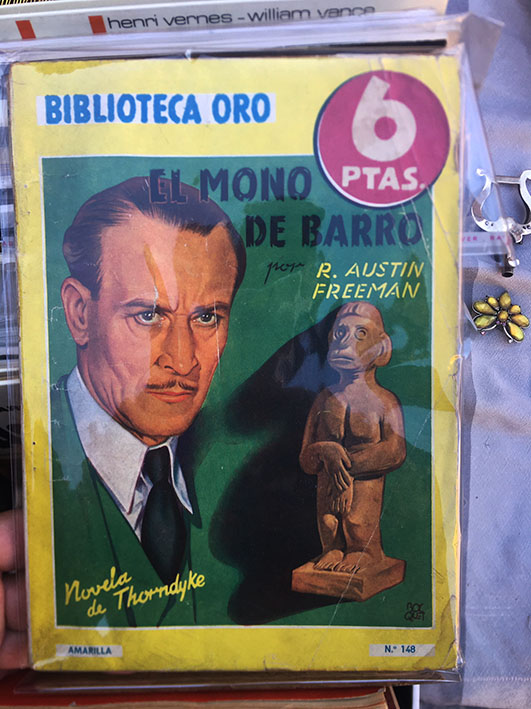 henri vernes - william vance
BIBLIOTECA ORO
6
PTAS.
EL MONO
DE BARRO
por
R. AUSTIN
FREEMAN
Novela
de Thorndyke
AMARILLA
N.º 148